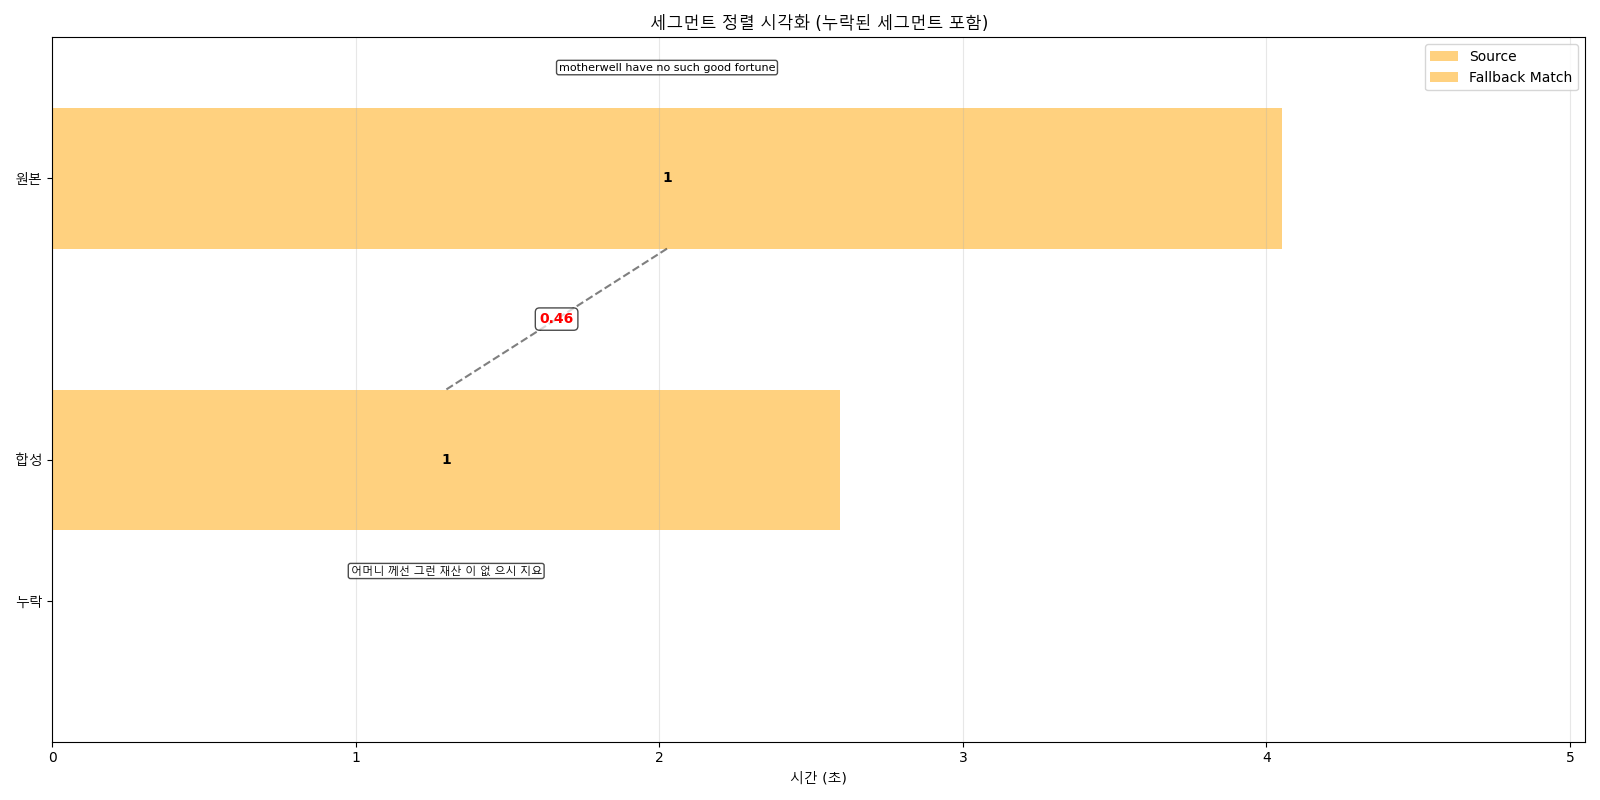 세그먼트 정렬 시각화 (누락된 세그먼트 포함)
Source
Fallback Match
motherwell have no such good fortune
원본
1
0.46
합성
1
어머니 께선 그런 재산 이 없 으시 지요
누락
0 1 2 3 4 5
시간 (초)